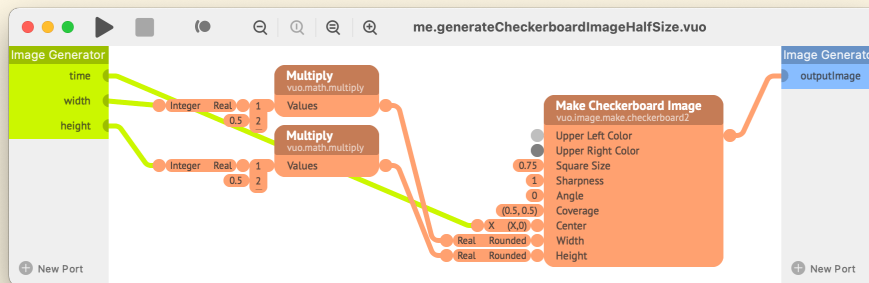 me.generateCheckerboardImageHalfSize.vuo
Image Generator
time
width
height
New Port
Multiply
vuo.math.multiply
Integer Real 1 Values
0.5 2
Multiply
vuo.math.multiply
Integer Real 1 Values
0.5 2
Make Checkerboard Image
vuo.image.make.checkerboard2
Upper Left Color
Upper Right Color
0.75 Square Size
1 Sharpness
0 Angle
(0.5, 0.5) Coverage
X (X,0) Center
Real Rounded Width
Real Rounded Height
Image Generato
outputImage
New Port